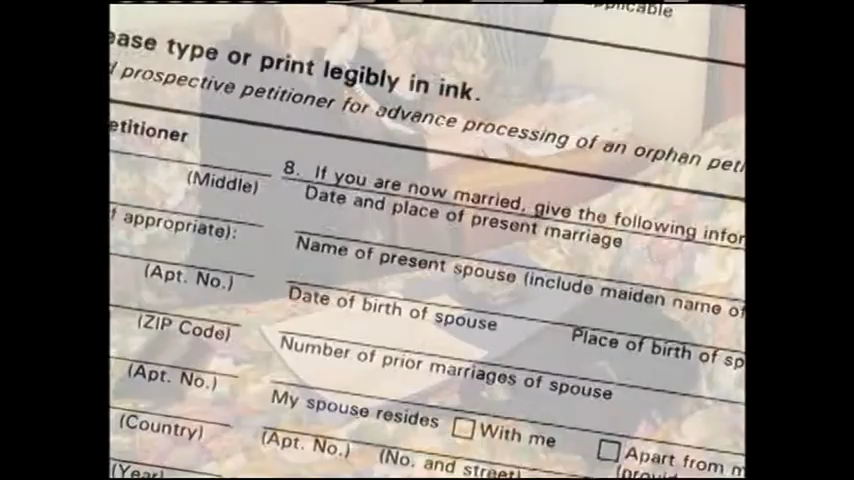 applicable
ease type or print legibly in ink.
d prospective petitioner for advance processing of an orphan peti
etitioner
(Middle)
8. If you are now married, give the following infor
Date and place of present marriage
f appropriate):
Name of present spouse (include maiden name of
(Apt. No.)
Date of birth of spouse
Place of birth of sp
(ZIP Code)
Number of prior marriages of spouse
(Apt. No.)
My spouse resides With me Apart from m
(Country)
(Apt. No.) (No. and street)
(provid
(Year)